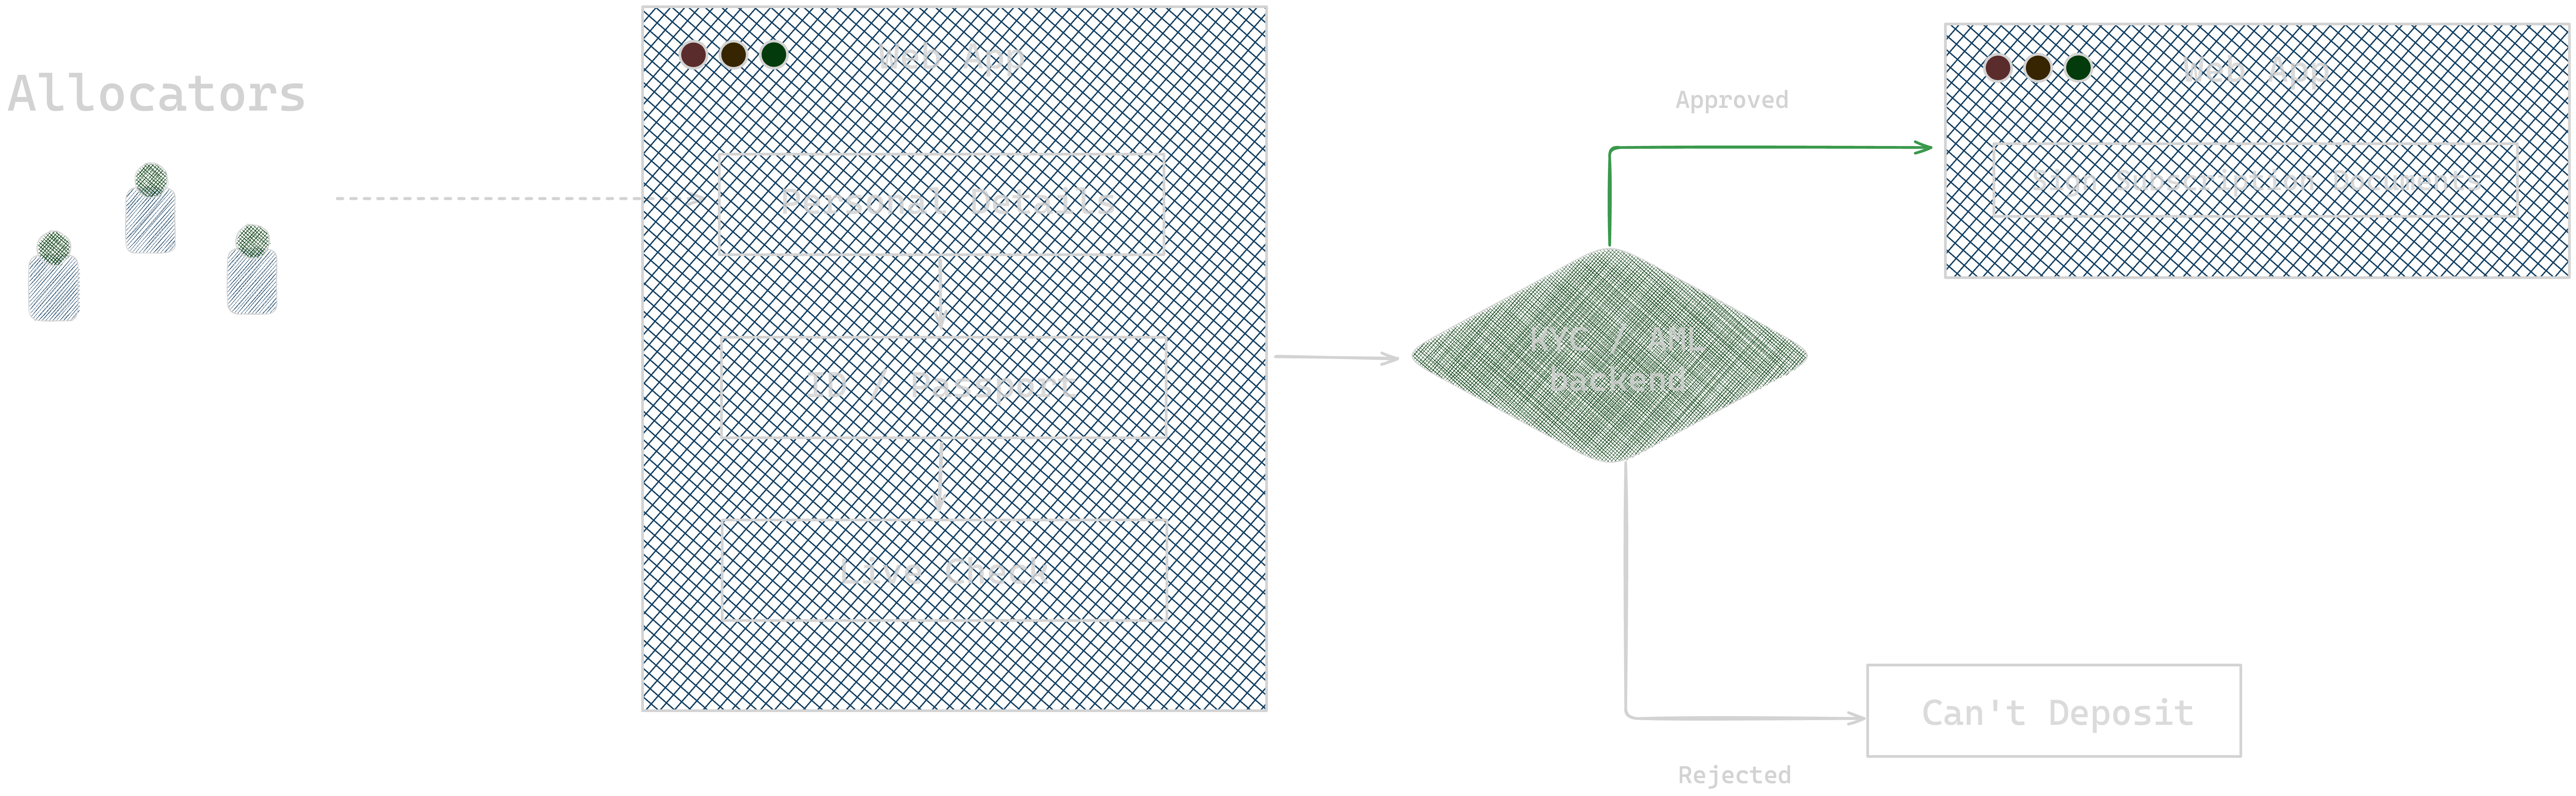 Allocators
Web App
Personal Details
ID / Passport
Live Check
KYC / AML
backend
Approved
Web App
Sign Subscription Documents
Can't Deposit
Rejected